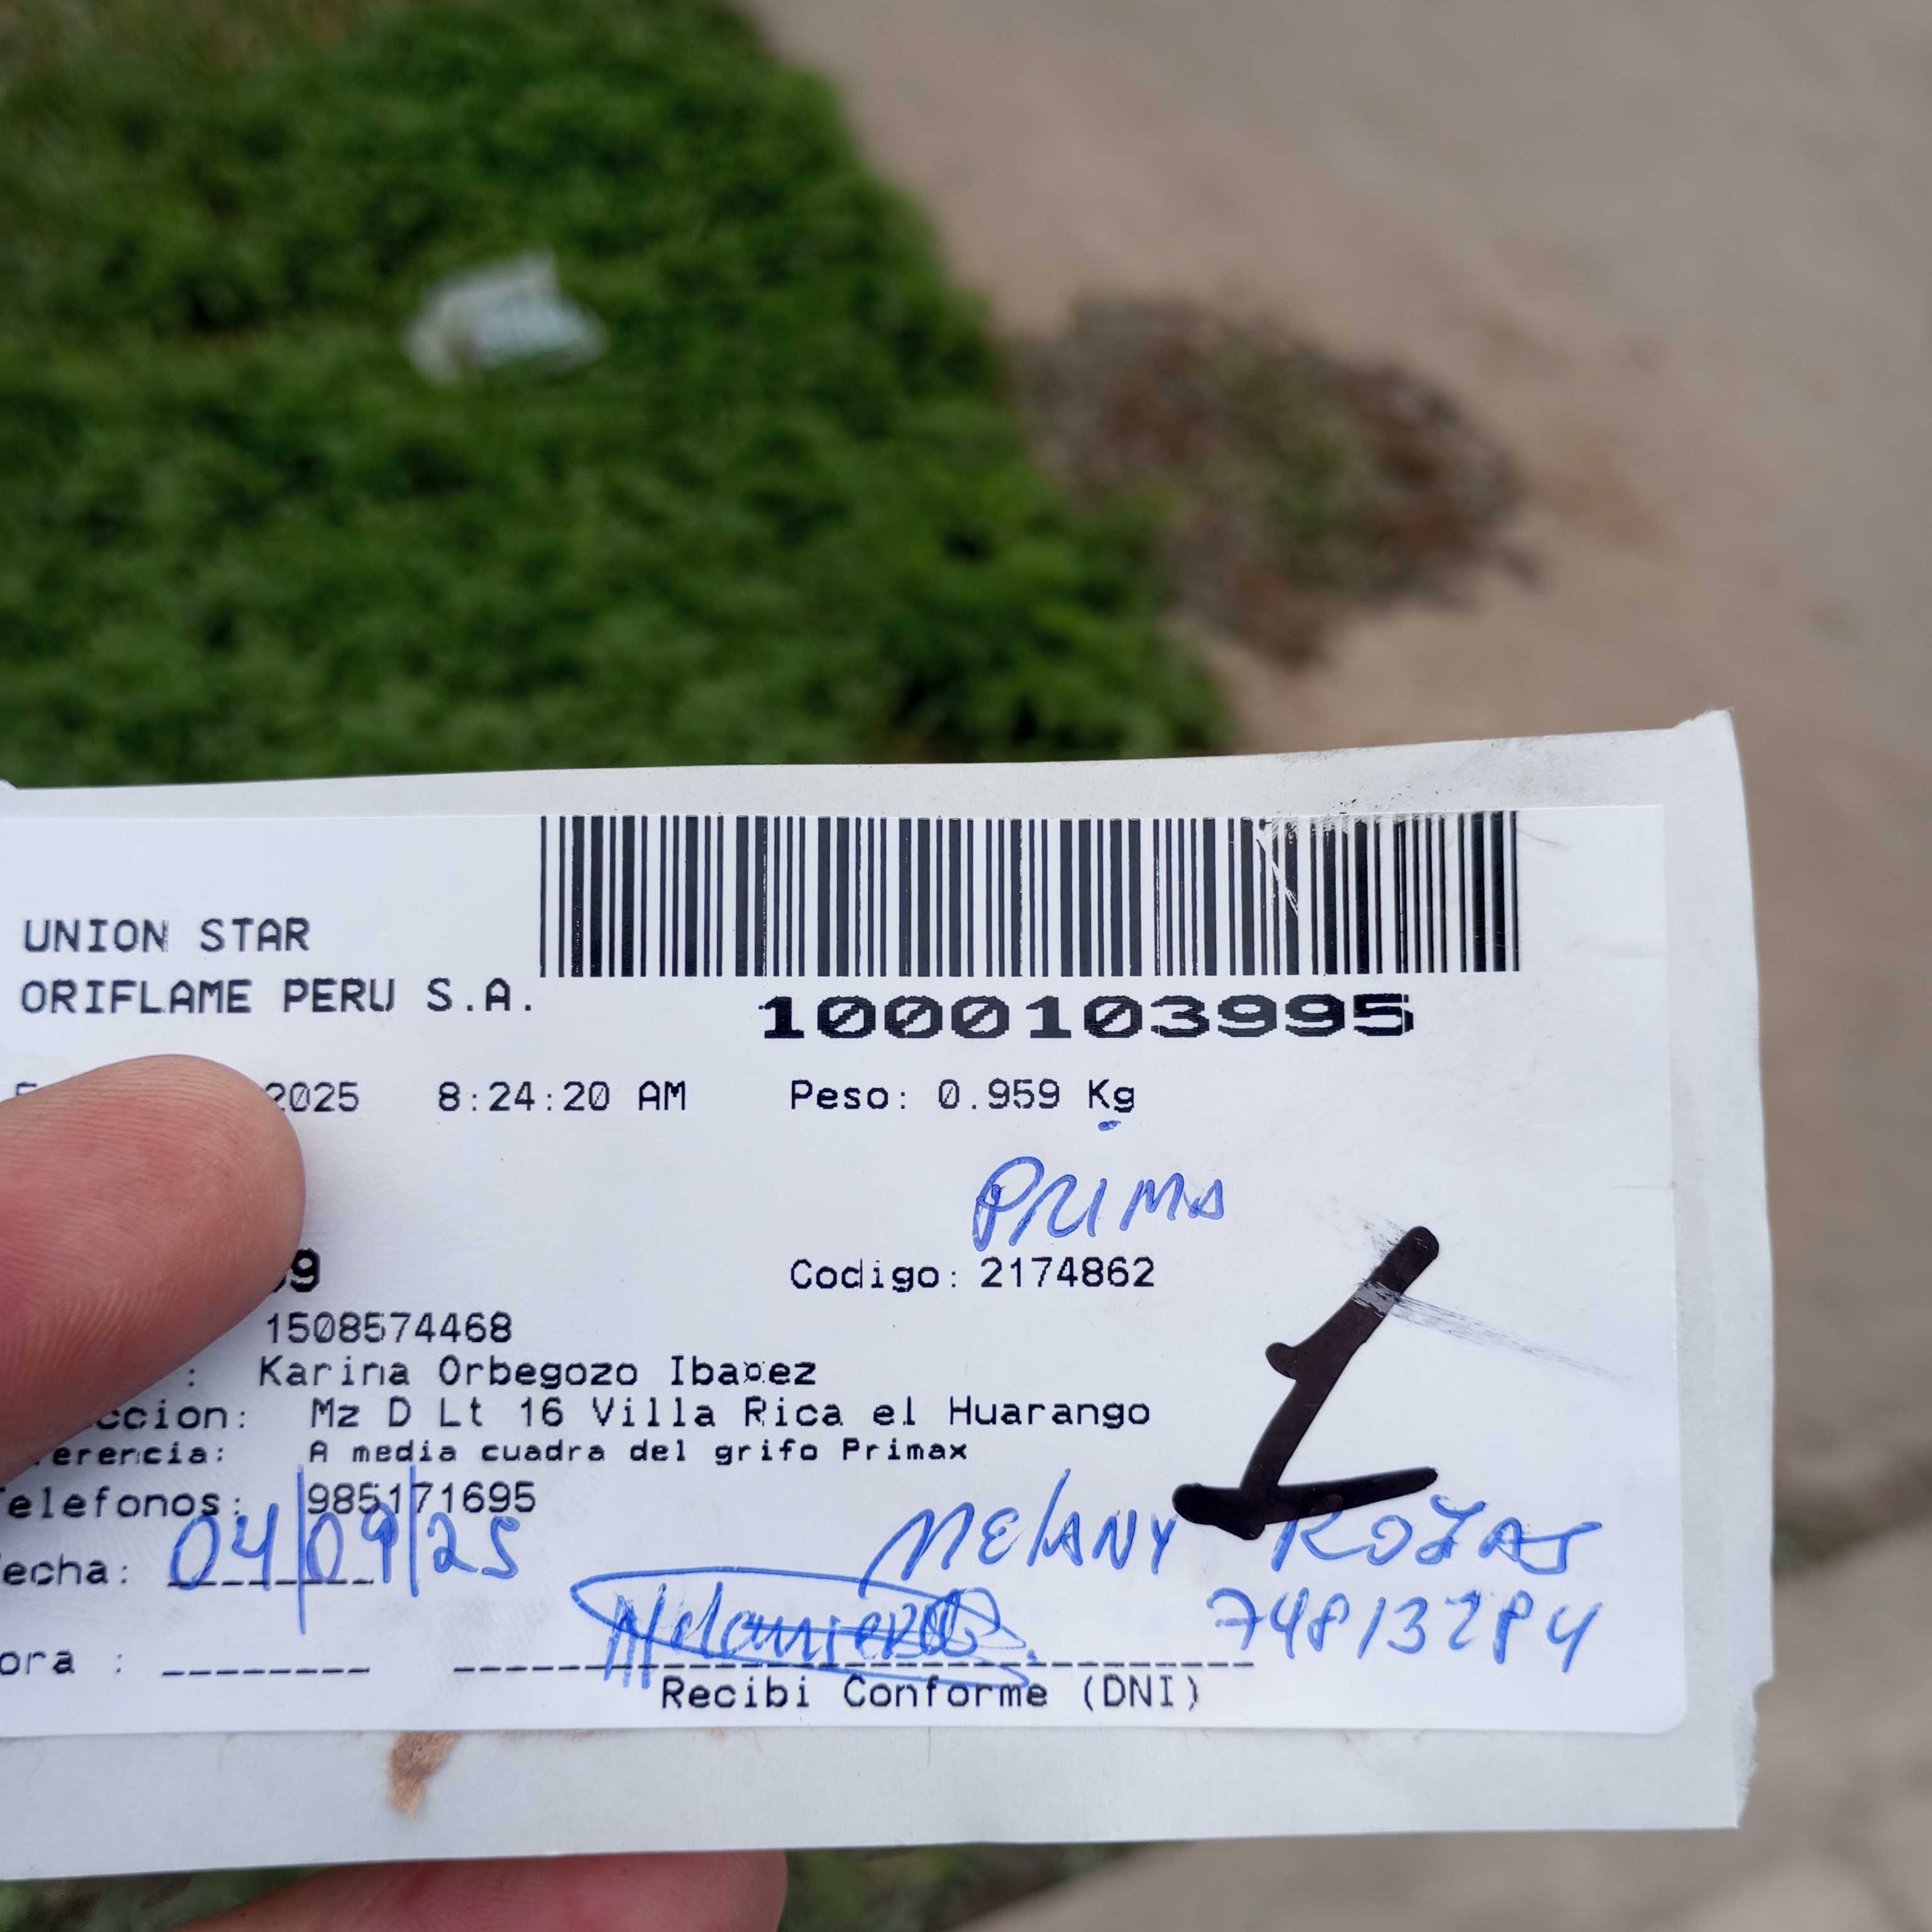 UNION STAR
ORIFLAME PERU S.A.
1000103995
2025 8:24:20 AM Peso: 0.959 Kg
PRIMA
9 Codigo: 2174862
1508574468
: Karina Orbegozo Ibaoez
ccion: Mz D Lt 16 Villa Rica el Huarango
erencia: A media cuadra del grifo Primax
Telefonos: 985171695
MELANY ROJAS
echa: 04/09/25
74813284
ora :
Recibi Conforme (DNI)